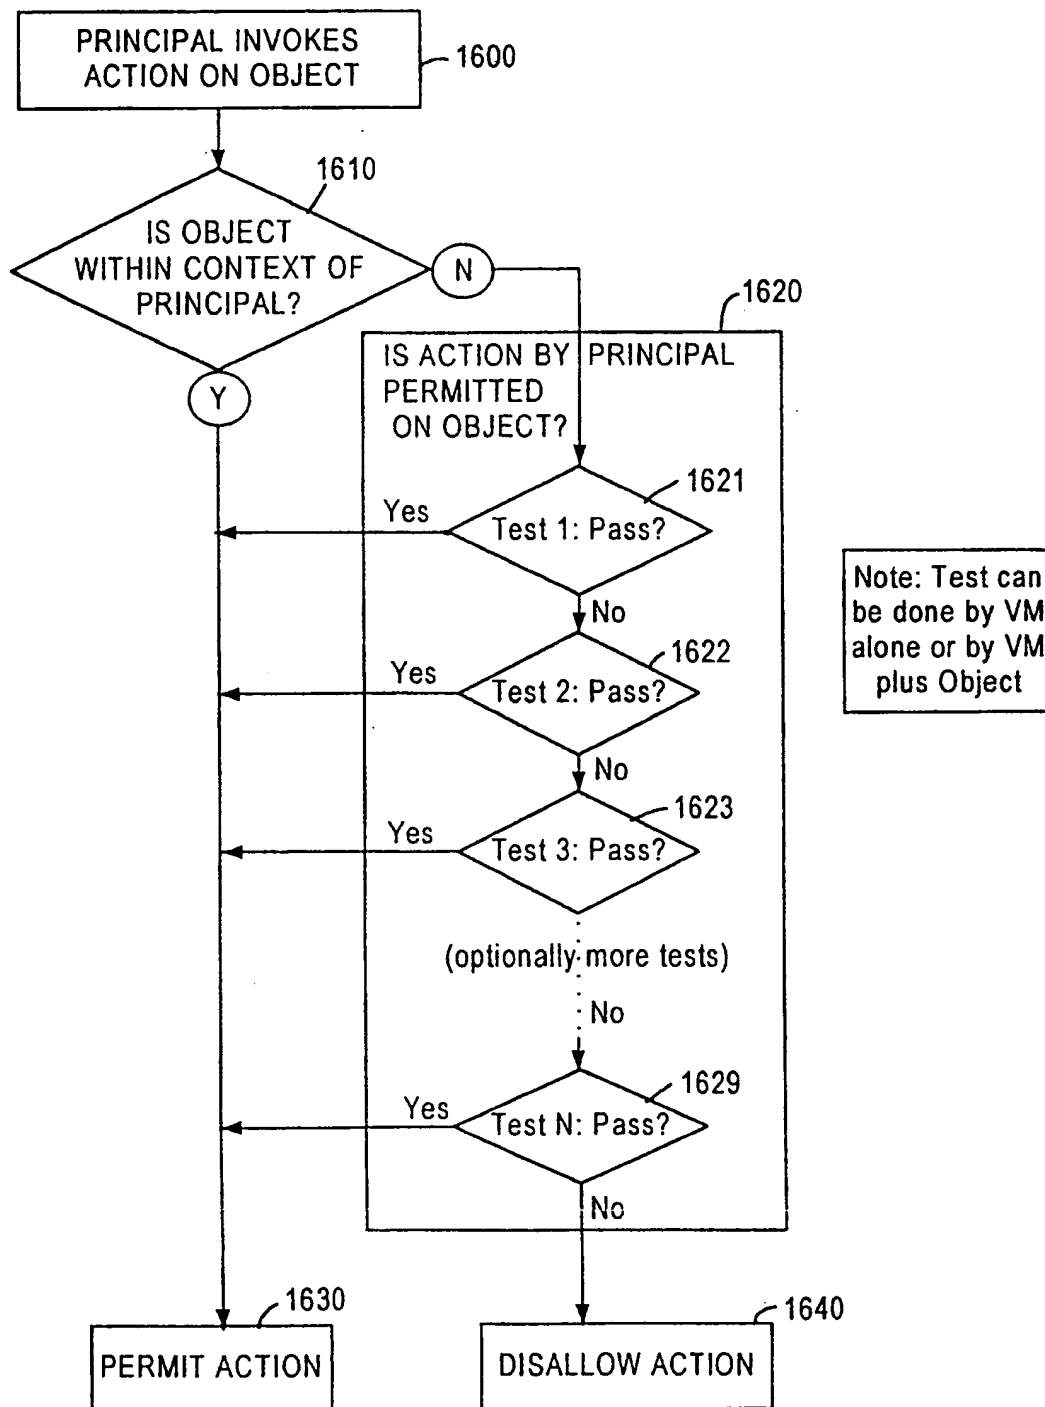 PRINCIPAL INVOKES
ACTION ON OBJECT
1600
1610
IS OBJECT
WITHIN CONTEXT OF
PRINCIPAL?
N
Y
1620
IS ACTION BY PRINCIPAL
PERMITTED
ON OBJECT?
1621
Test 1: Pass?
Yes
No
1622
Test 2: Pass?
Yes
No
1623
Test 3: Pass?
Yes
(optionally more tests)
No
1629
Test N: Pass?
Yes
No
Note: Test can
be done by VM
alone or by VM
plus Object
1630
PERMIT ACTION
1640
DISALLOW ACTION